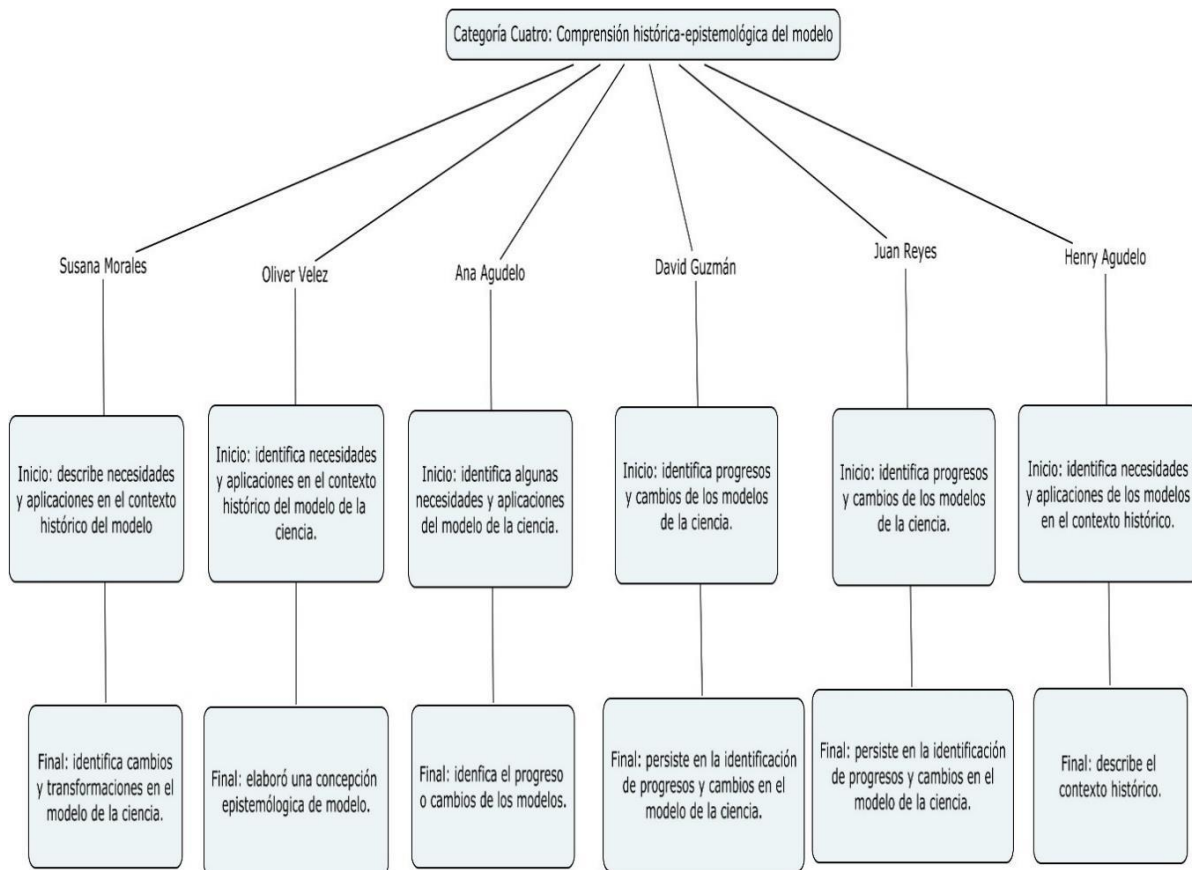 Categoría Cuatro: Comprensión histórica-epistemológica del modelo
Susana Morales
Oliver Velez
Ana Agudelo
David Guzmán
Juan Reyes
Henry Agudelo
Inicio: describe necesidades
y aplicaciones en el contexto
histórico del modelo
Inicio: identifica necesidades
y aplicaciones en el contexto
histórico del modelo de la
ciencia.
Inicio: identifica algunas
necesidades y aplicaciones
del modelo de la ciencia.
Inicio: identifica progresos
y cambios de los modelos
de la ciencia.
Inicio: identifica progresos
y cambios de los modelos
de la ciencia.
Inicio: identifica necesidades
y aplicaciones de los modelos
en el contexto histórico.
Final: identifica cambios
y transformaciones en el
modelo de la ciencia.
Final: elaboró una concepción
epistemólogica de modelo.
Final: idenfica el progreso
o cambios de los modelos.
Final: persiste en la identificación
de progresos y cambios en el
modelo de la ciencia.
Final: persiste en la identificación
de progresos y cambios en el
modelo de la ciencia.
Final: describe el
contexto histórico.